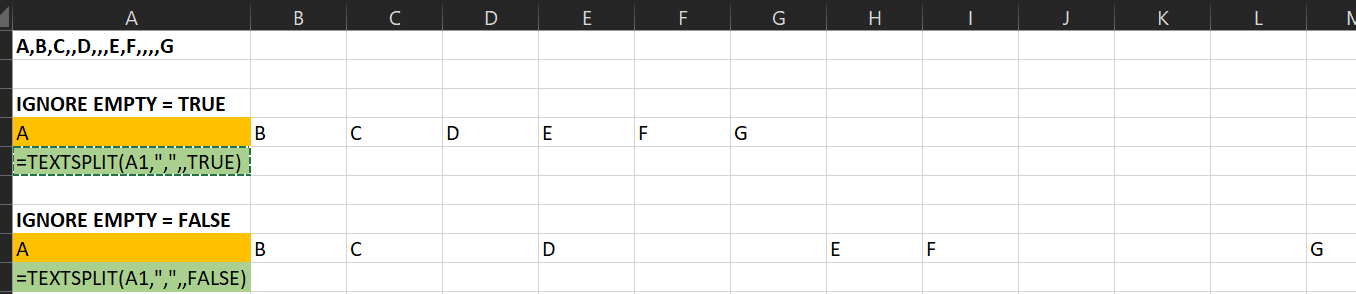 A B C D E F G H I J K L M
A,B,C,,D,,,E,F,,,,G
IGNORE EMPTY = TRUE
A B C D E F G
=TEXTSPLIT(A1,",",,TRUE)
IGNORE EMPTY = FALSE
A B C D E F G
=TEXTSPLIT(A1,",",,FALSE)